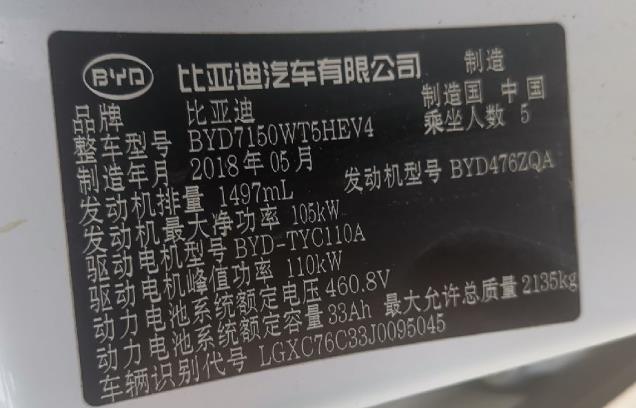 BYD 比亚迪汽车有限公司 制造
品牌 比亚迪 制造国 中国
整车型号 BYD7150WT5HEV4 乘坐人数 5
制造年月 2018年05月
发动机排量 1497mL 发动机型号 BYD476ZQA
发动机最大净功率 105kW
驱动电机型号 BYD-TYC110A
驱动电机峰值功率 110kW
动力电池系统额定电压 460.8V
动力电池系统额定容量 33Ah 最大允许总质量 2135kg
车辆识别代号 LGXC76C33J0095045